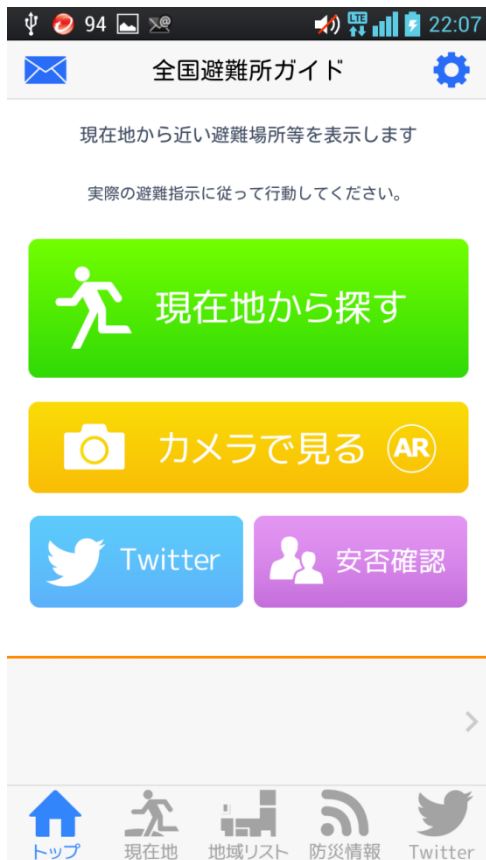 94 LTE 22:07
全国避難所ガイド
現在地から近い避難場所等を表示します
実際の避難指示に従って行動してください。
現在地から探す
カメラで見る AR
Twitter 安否確認
トップ 現在地 地域リスト 防災情報 Twitter